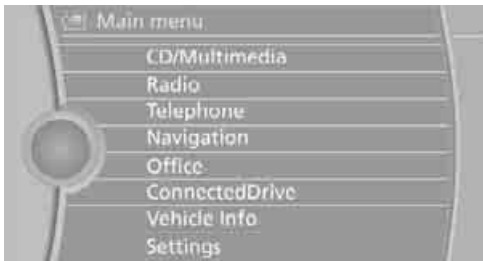 Main menu
CD/Multimedia
Radio
Telephone
Navigation
Office
ConnectedDrive
Vehicle Info
Settings